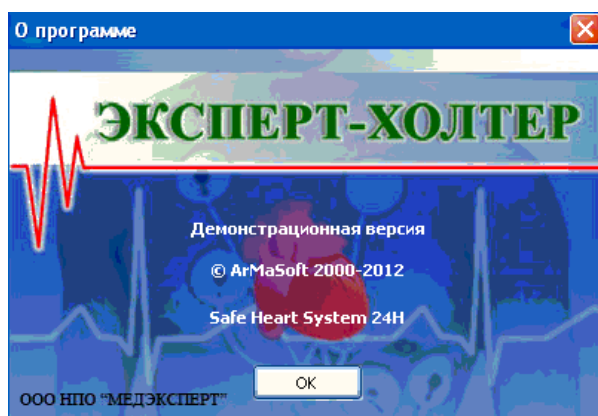 О программе
ЭКСПЕРТ-ХОЛТЕР
Демонстрационная версия
© ArMaSoft 2000-2012
Safe Heart System 24H
OK
ООО НПО “МЕДЭКСПЕРТ”